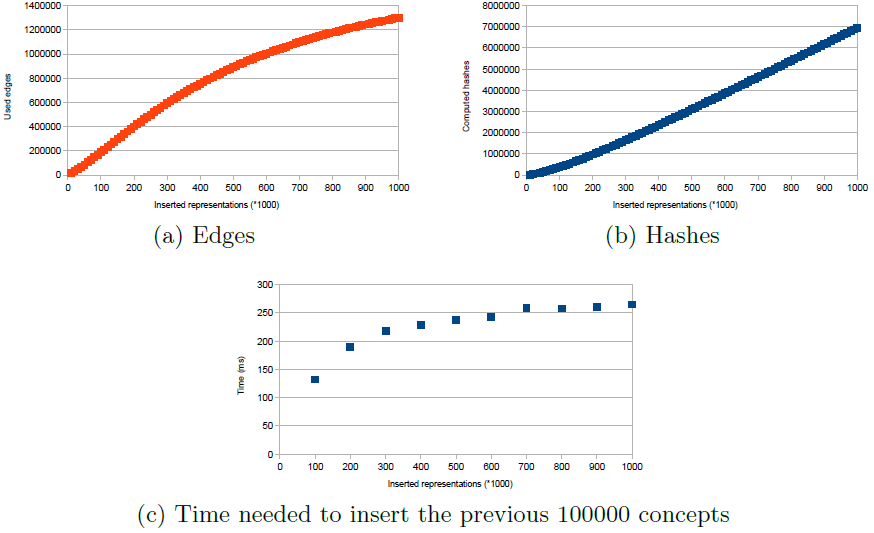 1400000
1200000
1000000
800000
600000
400000
200000
0
Used edges
0 100 200 300 400 500 600 700 800 900 1000
Inserted representations (*1000)
(a) Edges
8000000
7000000
6000000
5000000
4000000
3000000
2000000
1000000
0
Computed hashes
0 100 200 300 400 500 600 700 800 900 1000
Inserted representations (*1000)
(b) Hashes
300
250
200
150
100
50
0
Time (ms)
0 100 200 300 400 500 600 700 800 900 1000
Inserted representations (*1000)
(c) Time needed to insert the previous 100000 concepts